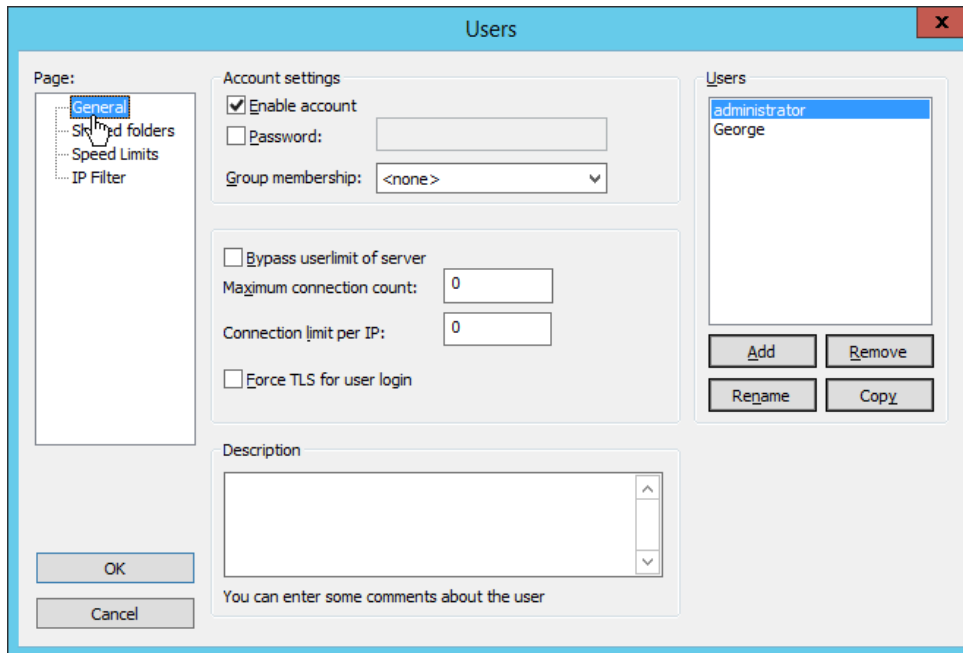 Users
x
Page:
General
Shared folders
Speed Limits
IP Filter
OK
Cancel
Account settings
Enable account
Password:
Group membership: <none>
Bypass userlimit of server
Maximum connection count: 0
Connection limit per IP: 0
Force TLS for user login
Description
You can enter some comments about the user
Users
administrator
George
Add Remove
Rename Copy